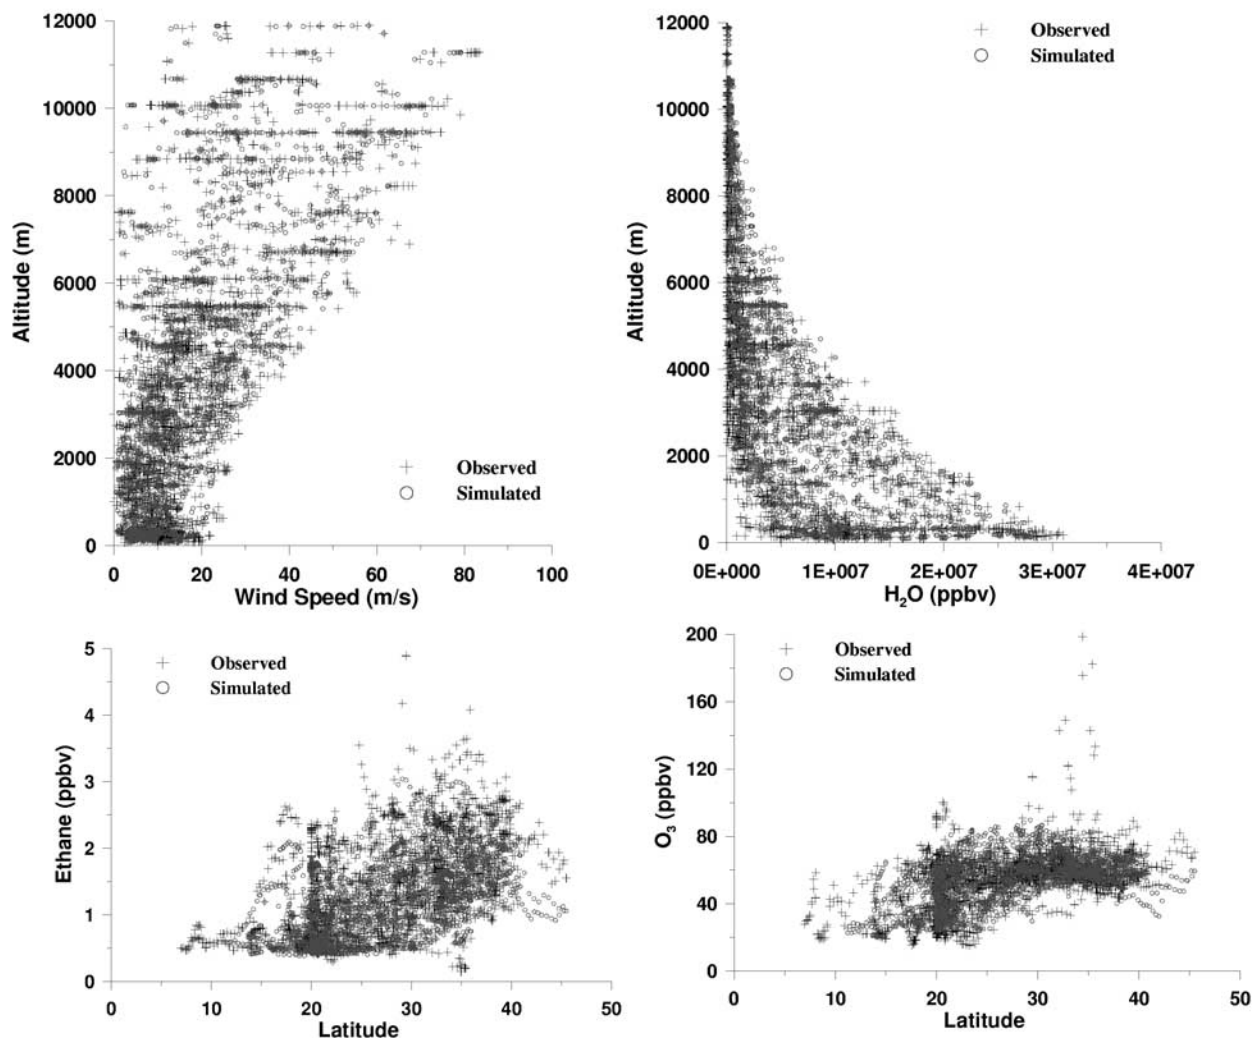 12000
10000
8000
6000
4000
2000
0
Altitude (m)
0 20 40 60 80 100
Wind Speed (m/s)
Observed
Simulated
12000
10000
8000
6000
4000
2000
0
Altitude (m)
0E+000 1E+007 2E+007 3E+007 4E+007
H₂O (ppbv)
Observed
Simulated
5
4
3
2
1
0
Ethane (ppbv)
0 10 20 30 40 50
Latitude
Observed
Simulated
200
160
120
80
40
0
O₃ (ppbv)
0 10 20 30 40 50
Latitude
Observed
Simulated